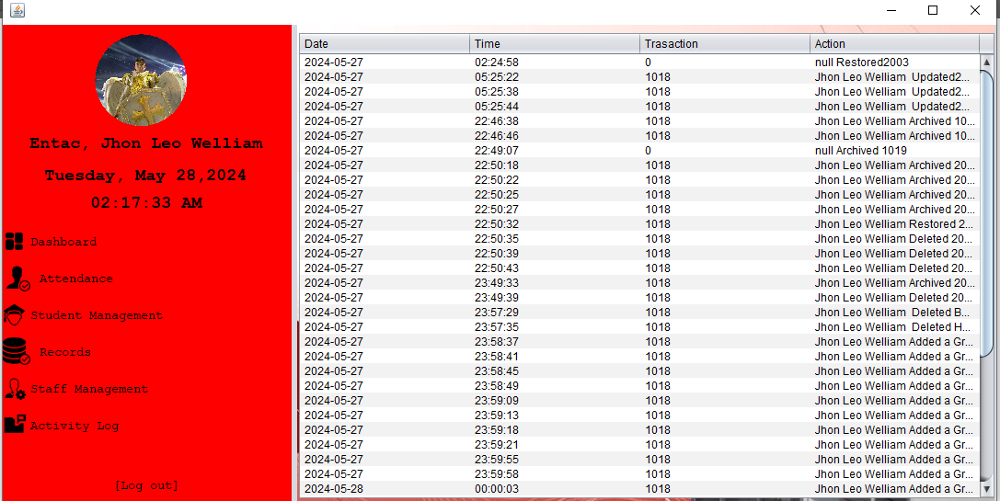 Entac, Jhon Leo Welliam
Tuesday, May 28,2024
02:17:33 AM
Dashboard
Attendance
Student Management
Records
Staff Management
Activity Log
[Log out]
Date Time Trasaction Action
2024-05-27 02:24:58 0 null Restored2003
2024-05-27 05:25:22 1018 Jhon Leo Welliam  Updated2...
2024-05-27 05:25:38 1018 Jhon Leo Welliam  Updated2...
2024-05-27 05:25:44 1018 Jhon Leo Welliam  Updated2...
2024-05-27 22:46:38 1018 Jhon Leo Welliam Archived 10...
2024-05-27 22:46:46 1018 Jhon Leo Welliam Archived 10...
2024-05-27 22:49:07 0 null Archived 1019
2024-05-27 22:50:18 1018 Jhon Leo Welliam Archived 20...
2024-05-27 22:50:22 1018 Jhon Leo Welliam Archived 20...
2024-05-27 22:50:25 1018 Jhon Leo Welliam Archived 20...
2024-05-27 22:50:27 1018 Jhon Leo Welliam Archived 20...
2024-05-27 22:50:32 1018 Jhon Leo Welliam Restored 2...
2024-05-27 22:50:35 1018 Jhon Leo Welliam Deleted 20...
2024-05-27 22:50:39 1018 Jhon Leo Welliam Deleted 20...
2024-05-27 22:50:43 1018 Jhon Leo Welliam Deleted 20...
2024-05-27 23:49:33 1018 Jhon Leo Welliam Archived 20...
2024-05-27 23:49:39 1018 Jhon Leo Welliam Deleted 20...
2024-05-27 23:57:29 1018 Jhon Leo Welliam  Deleted B...
2024-05-27 23:57:35 1018 Jhon Leo Welliam  Deleted H...
2024-05-27 23:58:37 1018 Jhon Leo Welliam Added a Gr...
2024-05-27 23:58:41 1018 Jhon Leo Welliam Added a Gr...
2024-05-27 23:58:45 1018 Jhon Leo Welliam Added a Gr...
2024-05-27 23:58:49 1018 Jhon Leo Welliam Added a Gr...
2024-05-27 23:59:09 1018 Jhon Leo Welliam Added a Gr...
2024-05-27 23:59:13 1018 Jhon Leo Welliam Added a Gr...
2024-05-27 23:59:18 1018 Jhon Leo Welliam Added a Gr...
2024-05-27 23:59:21 1018 Jhon Leo Welliam Added a Gr...
2024-05-27 23:59:55 1018 Jhon Leo Welliam Added a Gr...
2024-05-27 23:59:58 1018 Jhon Leo Welliam Added a Gr...
2024-05-28 00:00:03 1018 Jhon Leo Welliam Added a Gr...